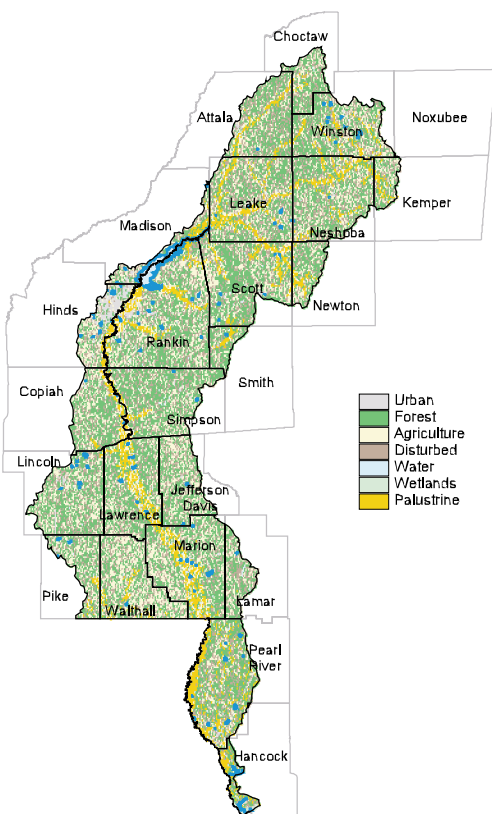 Choctaw
Attala
Winston
Noxubee
Leake
Kemper
Madison
Neshoba
Scott
Hinds
Newton
Rankin
Smith
Copiah
Simpson
Lincoln
Jefferson
Davis
Lawrence
Marion
Pike
Lamar
Walthall
Pearl
River
Hancock
Urban
Forest
Agriculture
Disturbed
Water
Wetlands
Palustrine